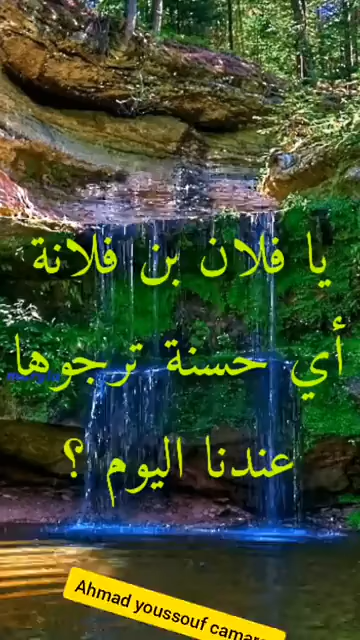 يا فلان بن فلانة
أي حسنة ترجوها
عندنا اليوم ؟
Ahmad youssouf camar